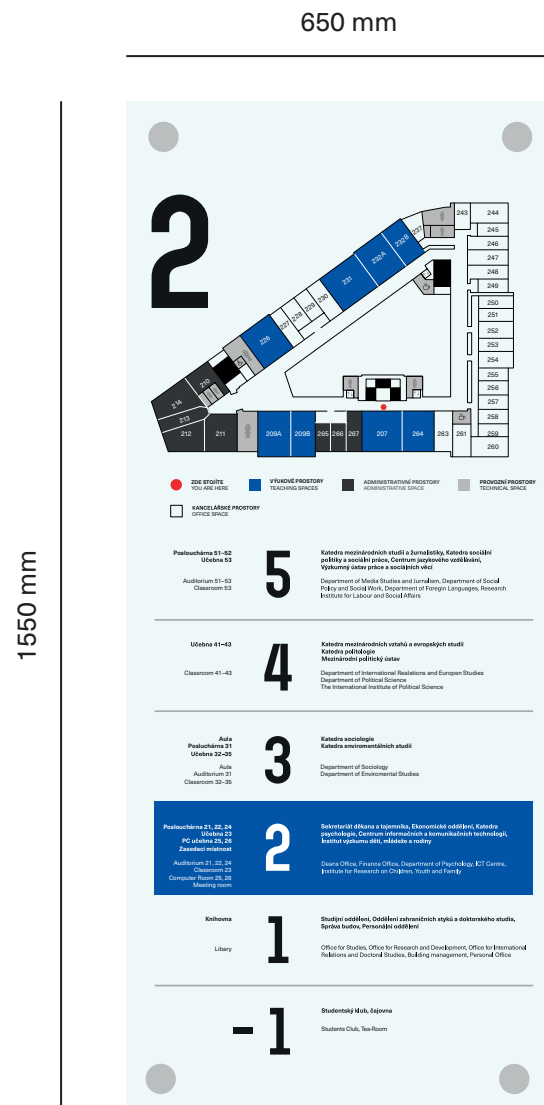 650 mm
1550 mm
2
243 244
245
237
246
232B
232A
247
248
231
249
230
250
229
251
228
227
252
226
253
254
255
210
256
214
257
213
258
212 211 209A 209B 265 266 267 207 264 263 261 259
260
ZDE STOJÍTE
YOU ARE HERE
VÝUKOVÉ PROSTORY
TEACHING SPACES
ADMINISTRATIVNÍ PROSTORY
ADMINISTRATIVE SPACE
PROVOZNÍ PROSTORY
TECHNICAL SPACE
KANCELÁŘSKÉ PROSTORY
OFFICE SPACE
Poslouchárna 51–52
Učebna 53
Auditorium 51–53
Classroom 53
5
Katedra mezinárodních studií a žurnalistiky, Katedra sociální
politiky a sociální práce, Centrum jazykového vzdělávání,
Výzkumný ústav práce a sociálních věcí
Department of Media Studies and Jurnalism, Department of Social
Policy and Social Work, Department of Foregin Languages, Research
Institute for Labour and Social Affairs
Učebna 41–43
Classroom 41–43
4
Katedra mezinárodních vztahů a evropských studií
Katedra politologie
Mezinárodní politický ústav
Department of International Realations and Europen Studies
Department of Political Science
The International Institute of Political Science
Aula
Posluchárna 31
Učebna 32–35
Aula
Auditorium 31
Classroom 32–35
3
Katedra sociologie
Katedra enviromentálních studií
Department of Sociology
Department of Enviromental Studies
Poslouchárna 21, 22, 24
Učebna 23
PC učebna 25, 26
Zasedací místnost
Auditorium 21, 22, 24
Classroom 23
Computer Room 25, 26
Meeting room
2
Sekretariát děkana a tajemníka, Ekonomické oddělení, Katedra
psychologie, Centrum informačních a komunikačních technologií,
Institut výzkumu dětí, mládeže a rodiny
Deans Office, Finance Office, Department of Psychology, ICT Centre,
Institute for Research on Children, Youth and Family
Knihovna
Libary
1
Studijní oddělení, Oddělení zahraničních styků a doktorského studia,
Správa budov, Personální oddělení
Office for Studies, Office for Research and Development, Office for International
Relations and Doctoral Studies, Building management, Personal Office
-1
Studentský klub, čajovna
Students Club, Tea-Room